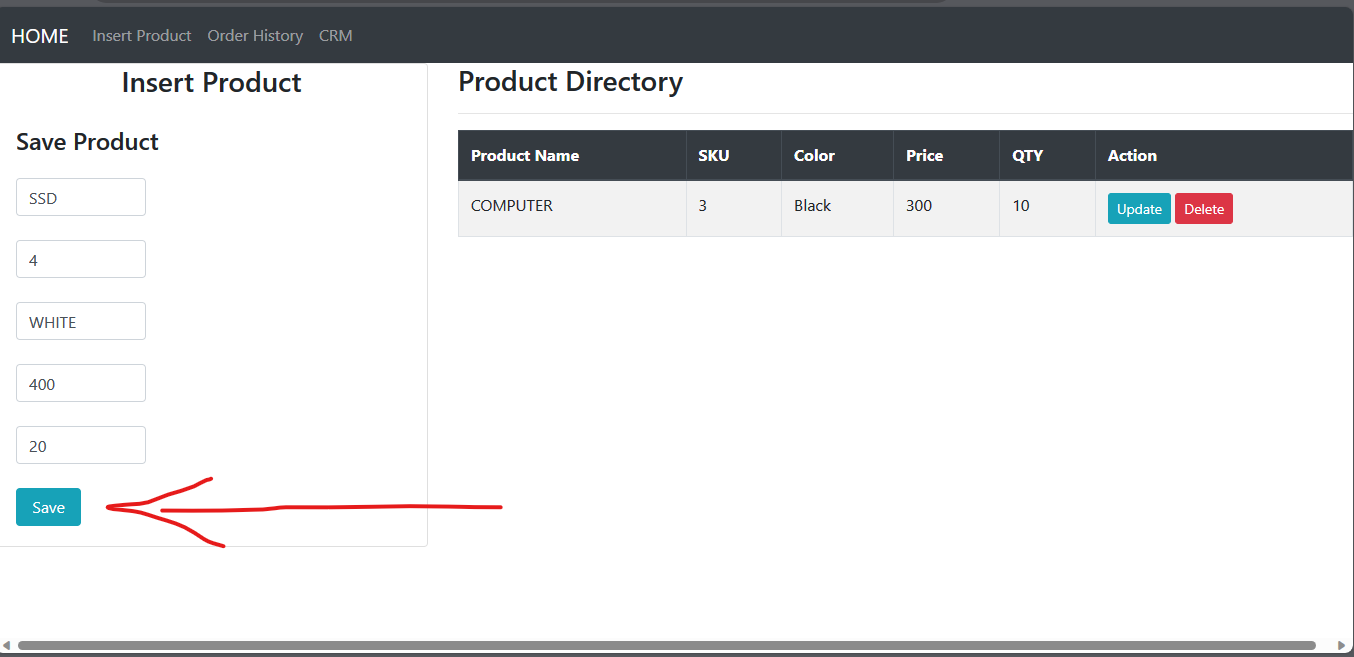 HOME Insert Product Order History CRM
Insert Product
Save Product
SSD
4
WHITE
400
20
Save
Product Directory
Product Name SKU Color Price QTY Action
COMPUTER 3 Black 300 10 Update Delete